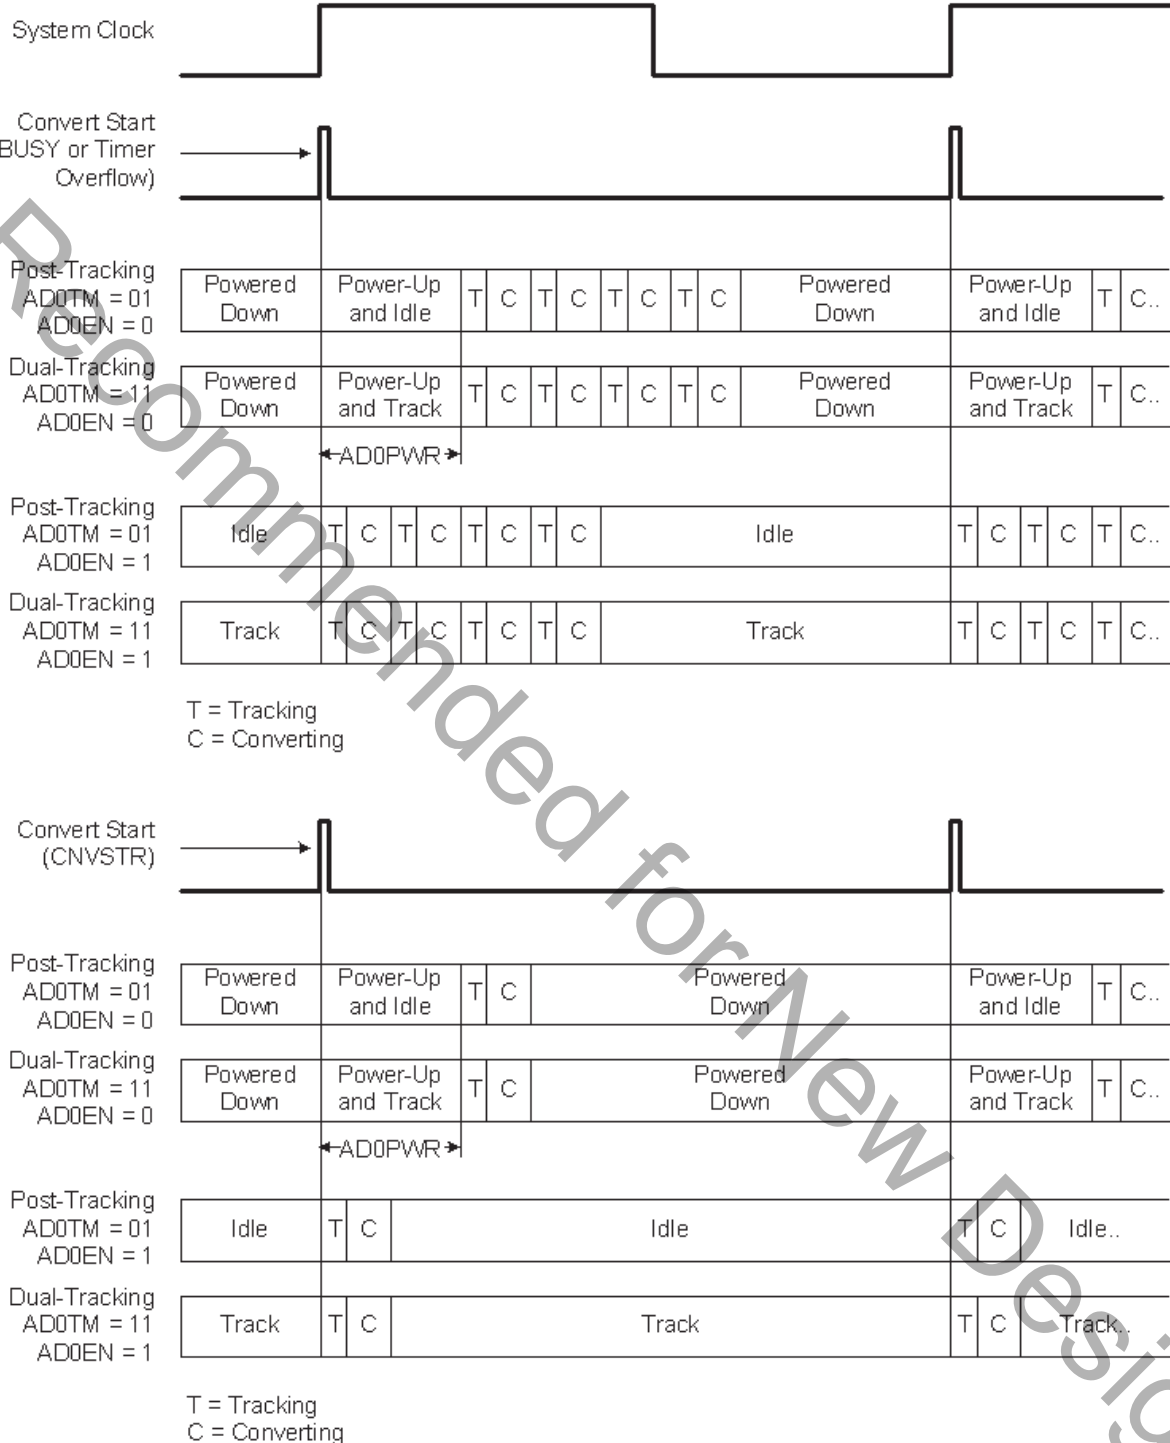 System Clock
Convert Start
BUSY or Timer
Overflow)
Post-Tracking
AD0TM = 01
AD0EN = 0
Powered Down
Power-Up and Idle
T C T C T C T C
Powered Down
Power-Up and Idle
T C..
Dual-Tracking
AD0TM = 11
AD0EN = 0
Powered Down
Power-Up and Track
T C T C T C T C
Powered Down
Power-Up and Track
T C..
AD0PWR
Post-Tracking
AD0TM = 01
AD0EN = 1
Idle
T C T C T C T C
Idle
T C T C T C..
Dual-Tracking
AD0TM = 11
AD0EN = 1
Track
T C T C T C T C
Track
T C T C T C..
T = Tracking
C = Converting
Convert Start
(CNVSTR)
Post-Tracking
AD0TM = 01
AD0EN = 0
Powered Down
Power-Up and Idle
T C
Powered Down
Power-Up and Idle
T C..
Dual-Tracking
AD0TM = 11
AD0EN = 0
Powered Down
Power-Up and Track
T C
Powered Down
Power-Up and Track
T C..
AD0PWR
Post-Tracking
AD0TM = 01
AD0EN = 1
Idle
T C
Idle
T C
Idle..
Dual-Tracking
AD0TM = 11
AD0EN = 1
Track
T C
Track
T C
Track..
T = Tracking
C = Converting
Recommended for New Desig